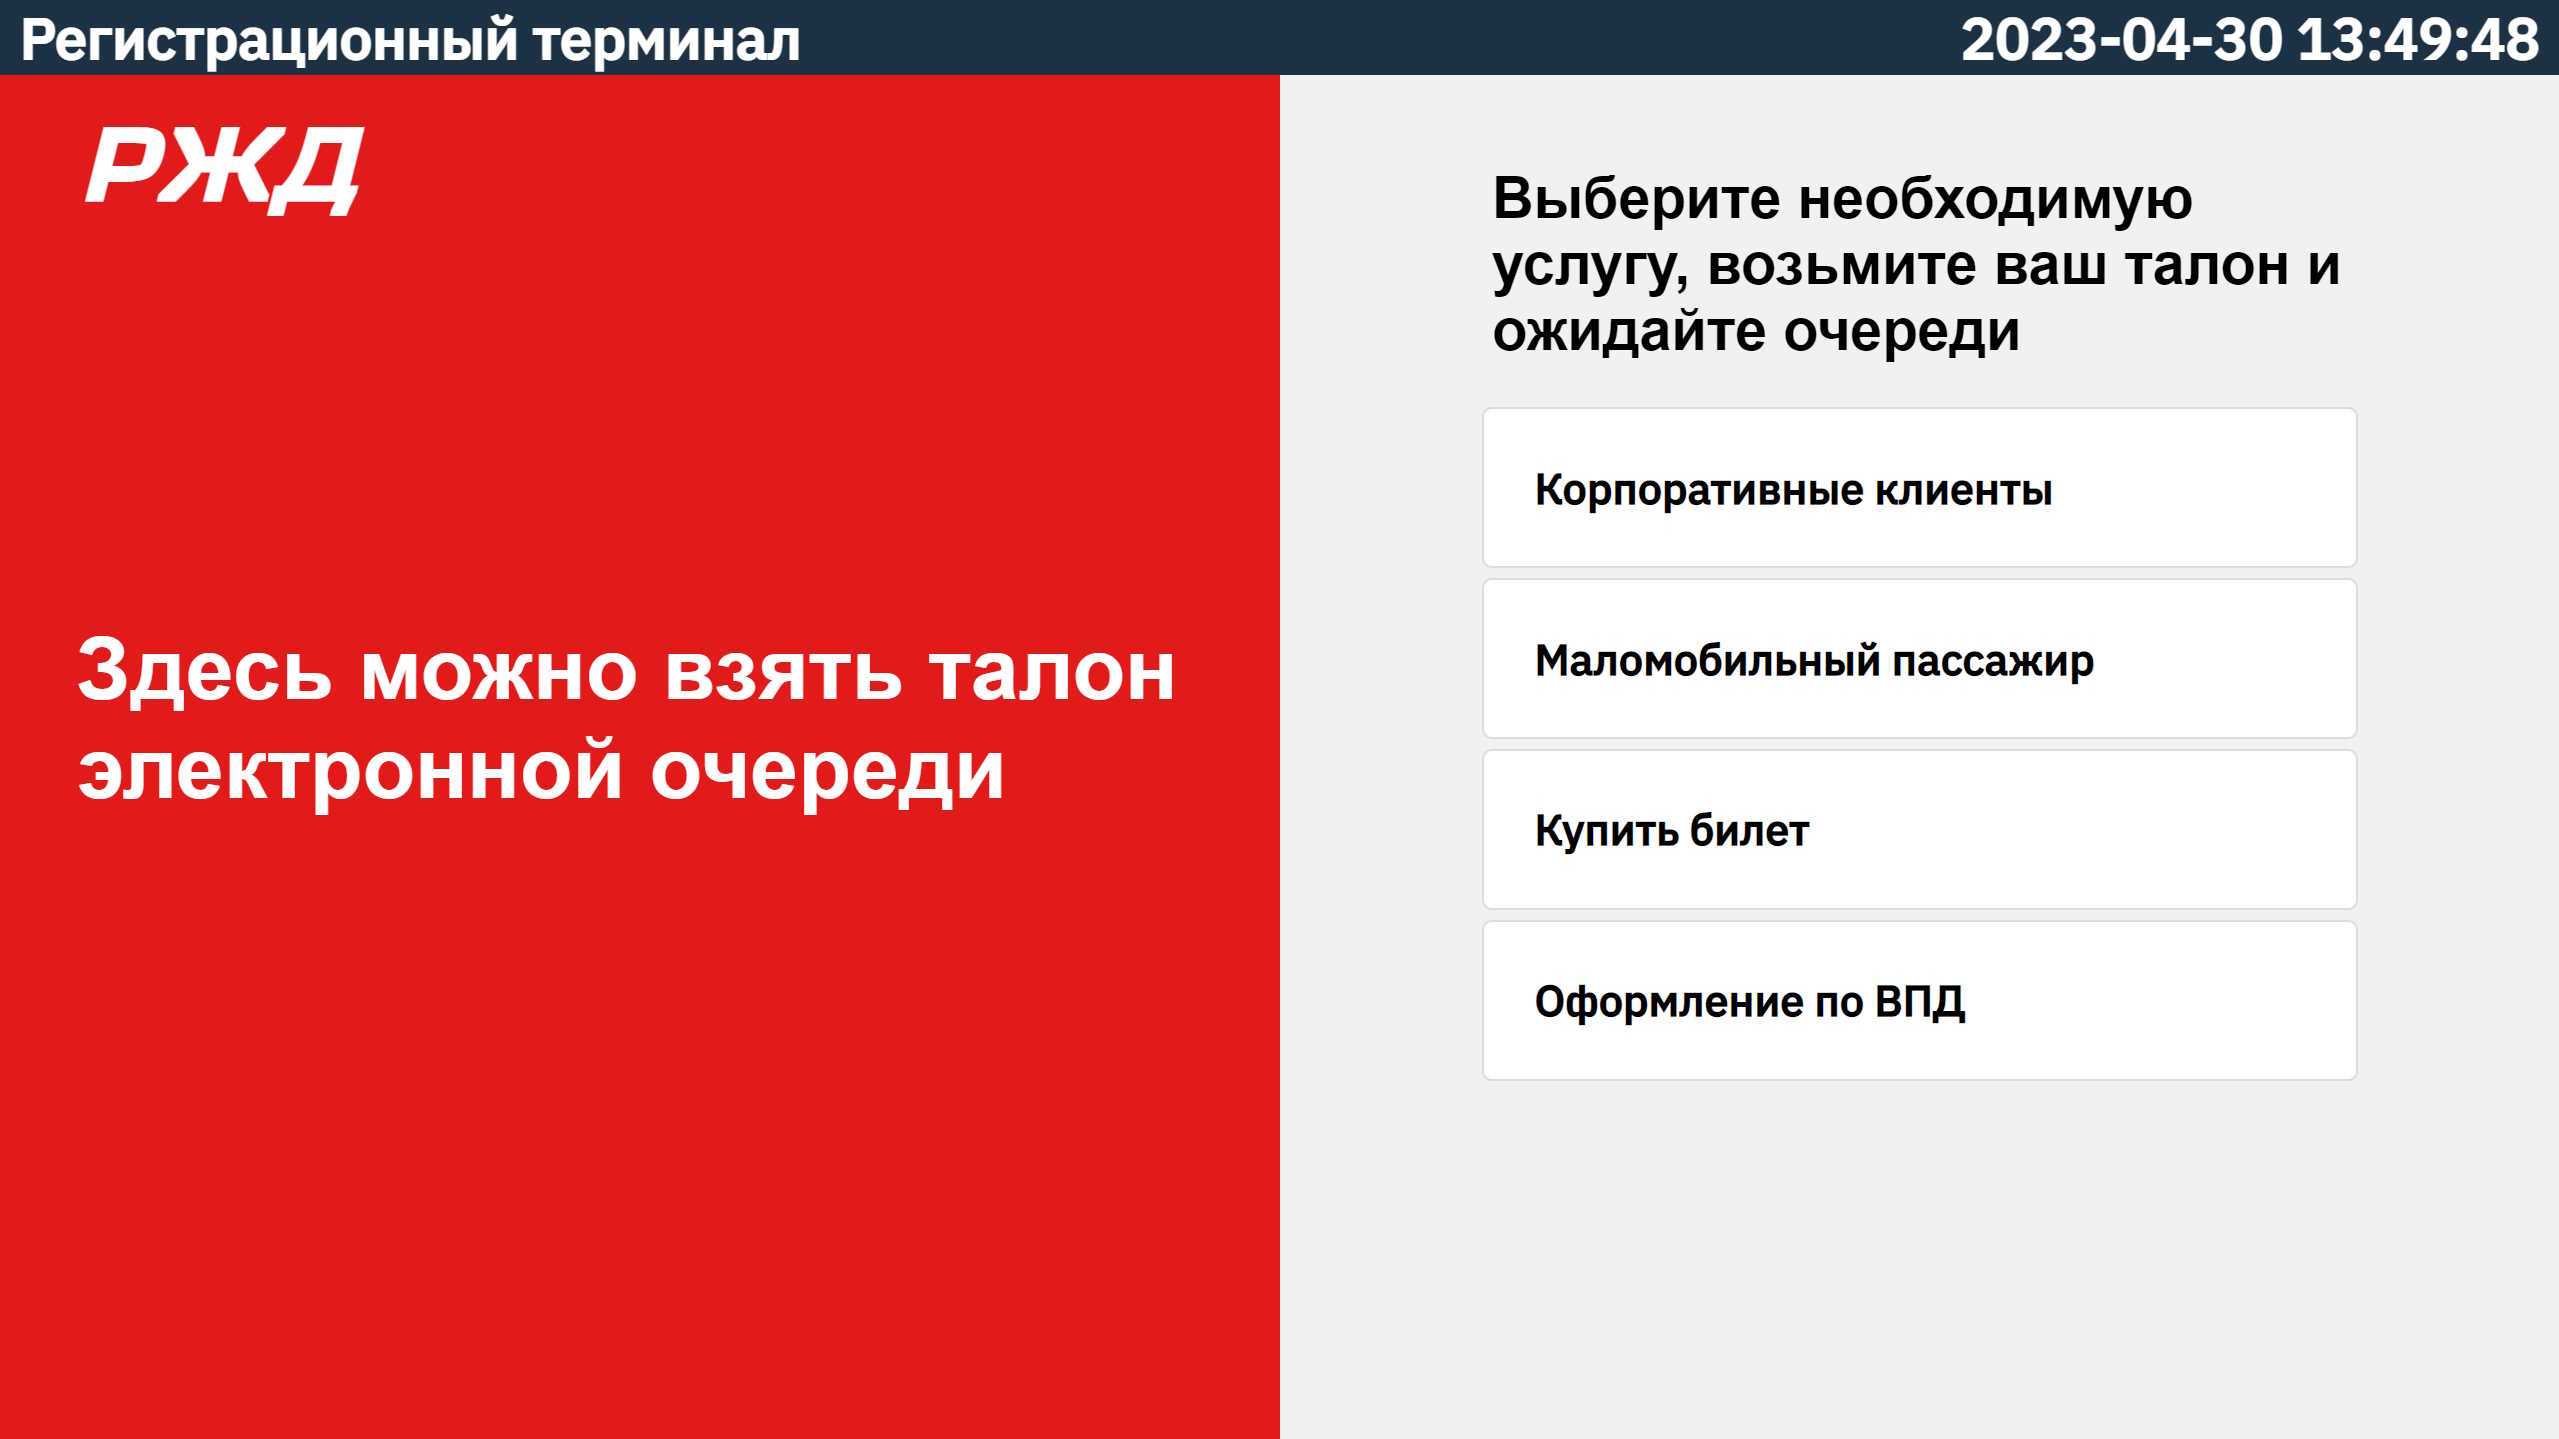 Регистрационный терминал
2023-04-30 13:49:48
РЖД
Здесь можно взять талон
электронной очереди
Выберите необходимую
услугу, возьмите ваш талон и
ожидайте очереди
Корпоративные клиенты
Маломобильный пассажир
Купить билет
Оформление по ВПД